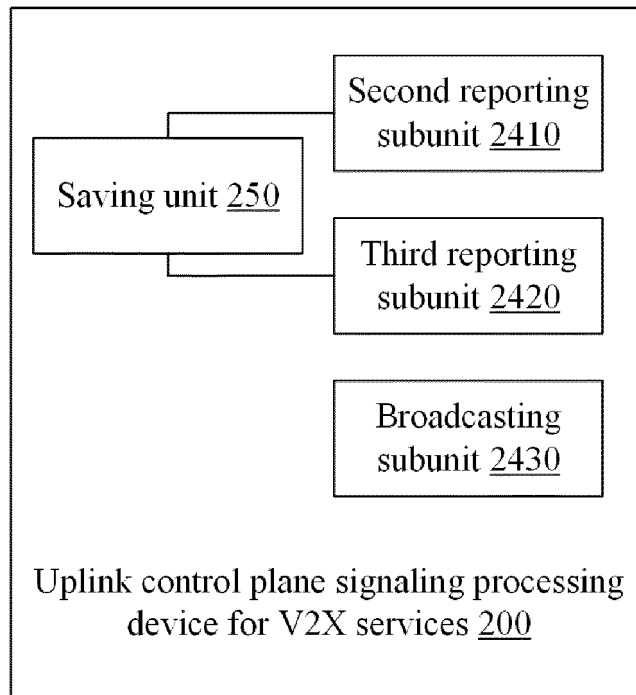 Second reporting
subunit 2410
Saving unit 250
Third reporting
subunit 2420
Broadcasting
subunit 2430
Uplink control plane signaling processing
device for V2X services 200